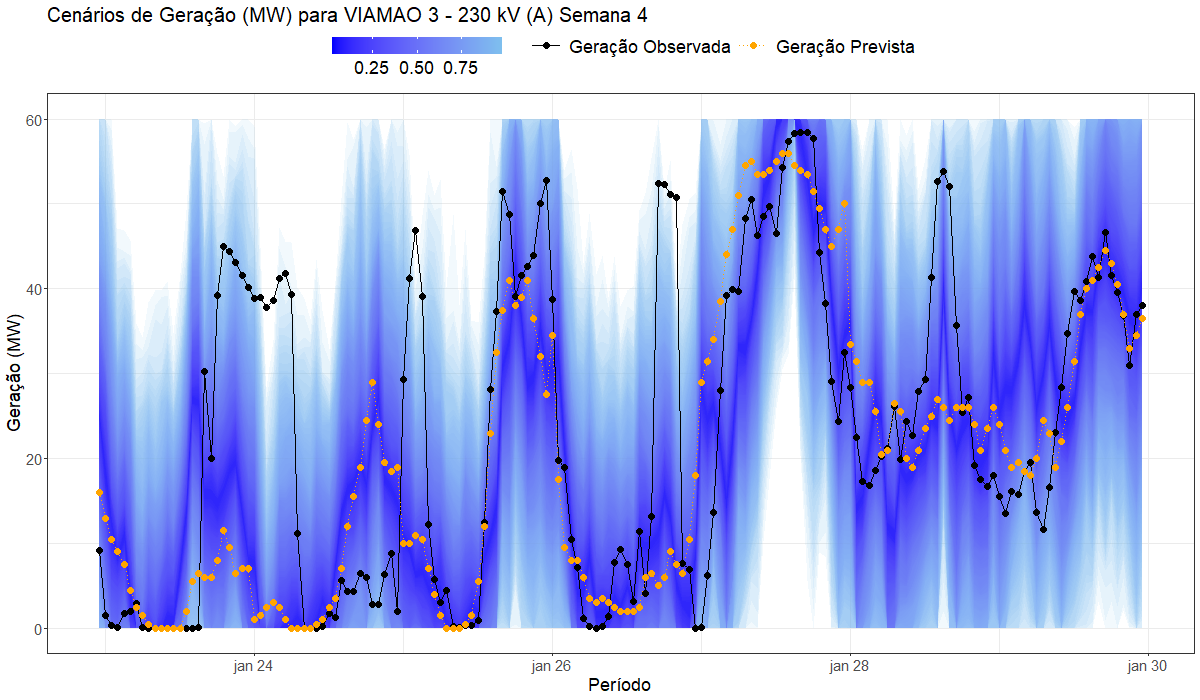 Cenários de Geração (MW) para VIAMAO 3 - 230 kV (A) Semana 4
0.25 0.50 0.75
Geração Observada
Geração Prevista
Geração (MW)
60
40
20
0
jan 24
jan 26
jan 28
jan 30
Período